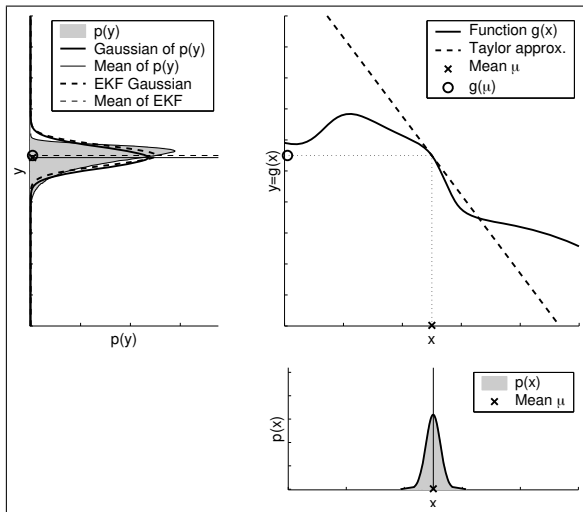 p(y)
Gaussian of p(y)
Mean of p(y)
EKF Gaussian
Mean of EKF
y
p(y)
Function g(x)
Taylor approx.
Mean μ
g(μ)
y=g(x)
x
p(x)
Mean μ
p(x)
x